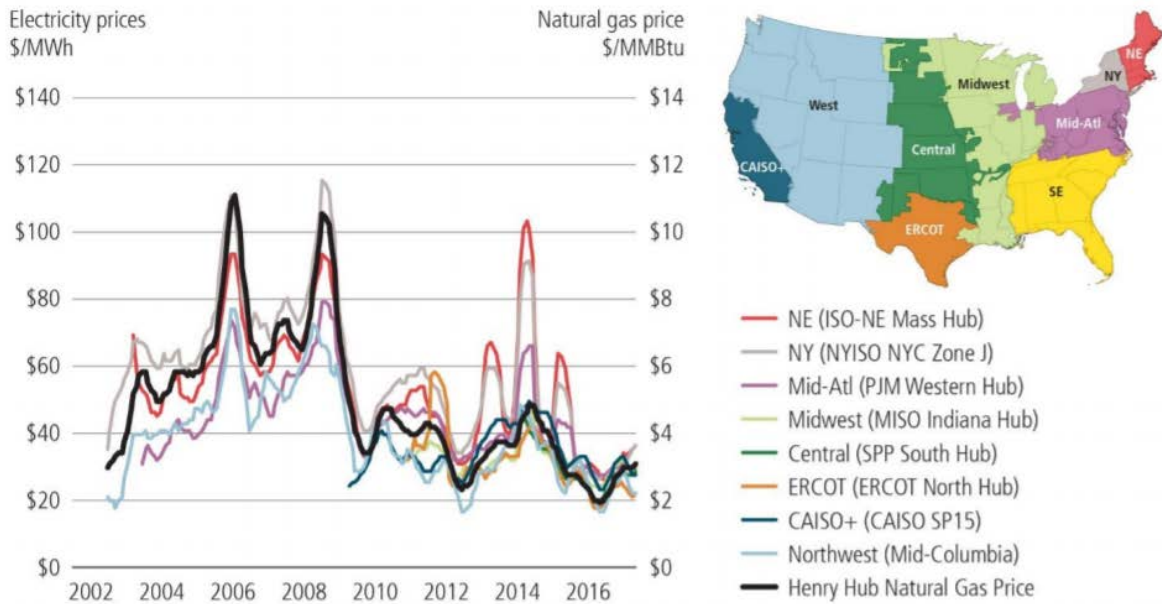 Electricity prices
$/MWh
Natural gas price
$/MMBtu
$140
$120
$100
$80
$60
$40
$20
$0
$14
$12
$10
$8
$6
$4
$2
$0
2002 2004 2006 2008 2010 2012 2014 2016
NE
NY
Midwest
West
Mid-Atl
Central
CAISO+
SE
ERCOT
NE (ISO-NE Mass Hub)
NY (NYISO NYC Zone J)
Mid-Atl (PJM Western Hub)
Midwest (MISO Indiana Hub)
Central (SPP South Hub)
ERCOT (ERCOT North Hub)
CAISO+ (CAISO SP15)
Northwest (Mid-Columbia)
Henry Hub Natural Gas Price